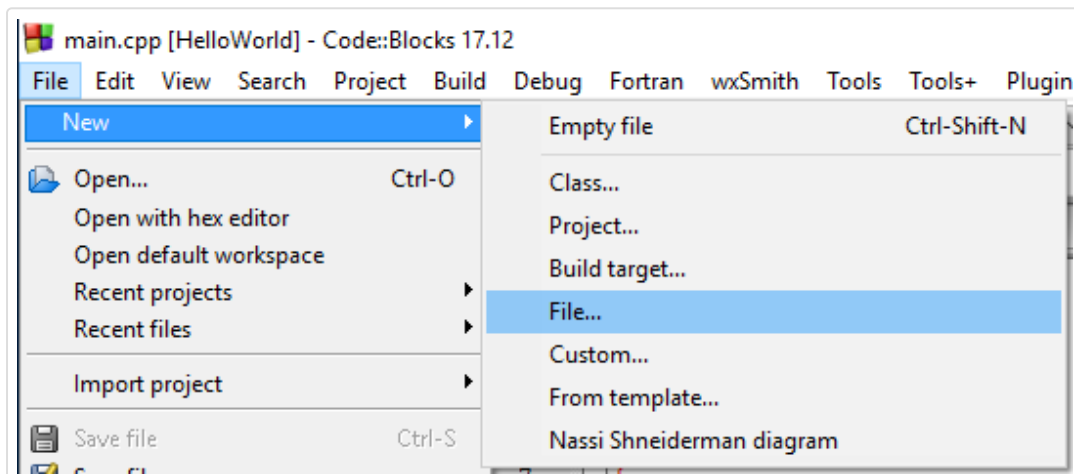 main.cpp [HelloWorld] - Code::Blocks 17.12
File Edit View Search Project Build Debug Fortran wxSmith Tools Tools+ Plugin
New
Open... Ctrl-O
Open with hex editor
Open default workspace
Recent projects
Recent files
Import project
Save file Ctrl-S
Empty file Ctrl-Shift-N
Class...
Project...
Build target...
File...
Custom...
From template...
Nassi Shneiderman diagram